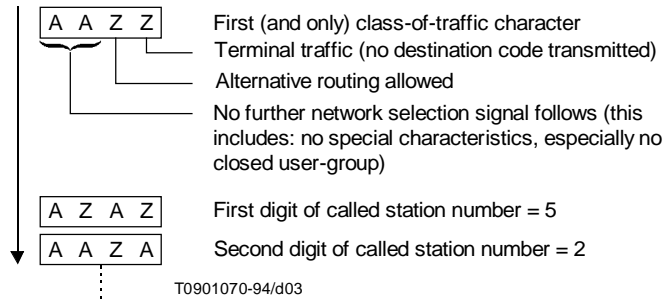 A A Z Z First (and only) class-of-traffic character
Terminal traffic (no destination code transmitted)
Alternative routing allowed
No further network selection signal follows (this
includes: no special characteristics, especially no
closed user-group)
A Z A Z First digit of called station number = 5
A A Z A Second digit of called station number = 2
T0901070-94/d03